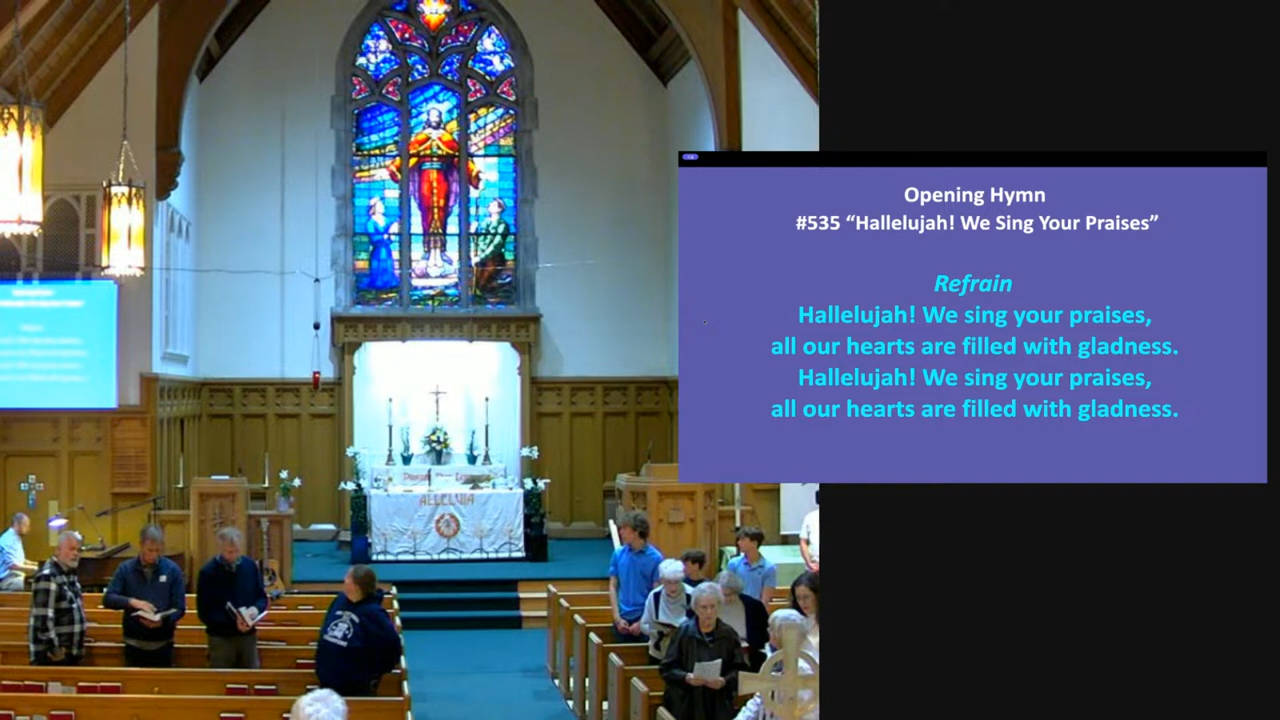 Opening Hymn
#535 “Hallelujah! We Sing Your Praises”
Refrain
Hallelujah! We sing your praises,
all our hearts are filled with gladness.
Hallelujah! We sing your praises,
all our hearts are filled with gladness.
ALLELUIA